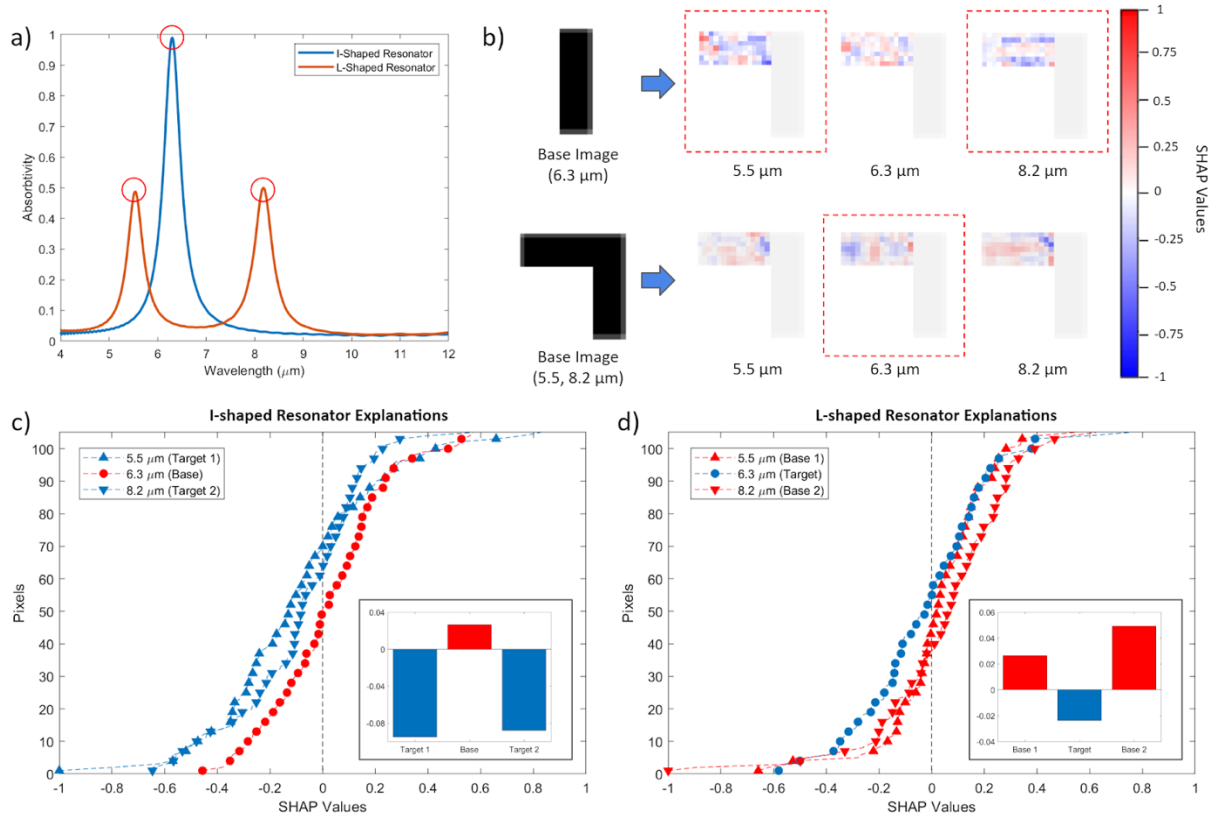 a)
1
0.9
0.8
0.7
0.6
0.5
0.4
0.3
0.2
0.1
0
4 5 6 7 8 9 10 11 12
Absorbtivity
Wavelength (μm)
I-Shaped Resonator
L-Shaped Resonator
b)
Base Image
(6.3 μm)
5.5 μm
6.3 μm
8.2 μm
Base Image
(5.5, 8.2 μm)
5.5 μm
6.3 μm
8.2 μm
1
0.75
0.5
0.25
0
-0.25
-0.5
-0.75
-1
SHAP Values
c)
I-shaped Resonator Explanations
100
90
80
70
60
50
40
30
20
10
0
Pixels
-1 -0.8 -0.6 -0.4 -0.2 0 0.2 0.4 0.6 0.8 1
SHAP Values
5.5 μm (Target 1)
6.3 μm (Base)
8.2 μm (Target 2)
0.04
0
-0.04
-0.08
Target 1 Base Target 2
d)
L-shaped Resonator Explanations
100
90
80
70
60
50
40
30
20
10
0
Pixels
-1 -0.8 -0.6 -0.4 -0.2 0 0.2 0.4 0.6 0.8 1
SHAP Values
5.5 μm (Base 1)
6.3 μm (Target)
8.2 μm (Base 2)
0.06
0.04
0.02
0
-0.02
-0.04
Base 1 Target Base 2